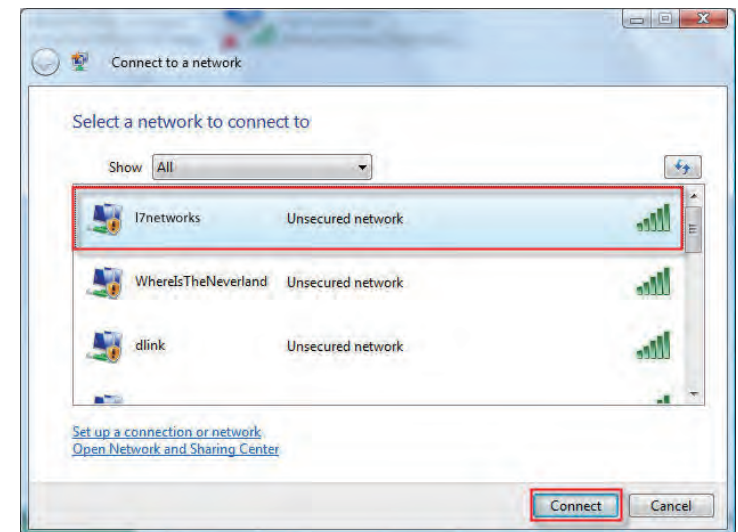 Connect to a network
Select a network to connect to
Show All
l7networks Unsecured network
WhereIsTheNeverland Unsecured network
dlink Unsecured network
Set up a connection or network
Open Network and Sharing Center
Connect Cancel